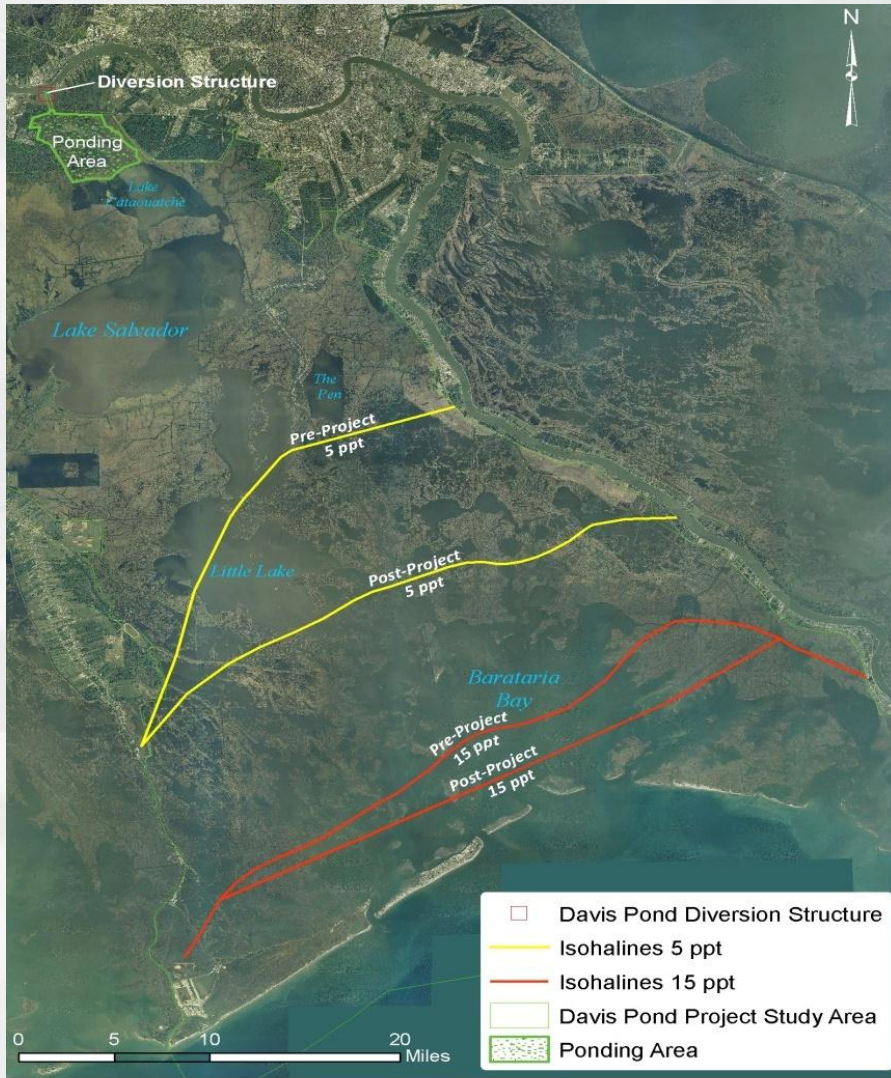 N
Diversion Structure
Ponding
Area
Lake
Cataouatche
Lake Salvador
The
Pen
Pre-Project
5 ppt
Little Lake
Post-Project
5 ppt
Barataria
Bay
Pre-Project
15 ppt
Post-Project
15 ppt
Davis Pond Diversion Structure
Isohalines 5 ppt
Isohalines 15 ppt
Davis Pond Project Study Area
Ponding Area
0 5 10 20
Miles